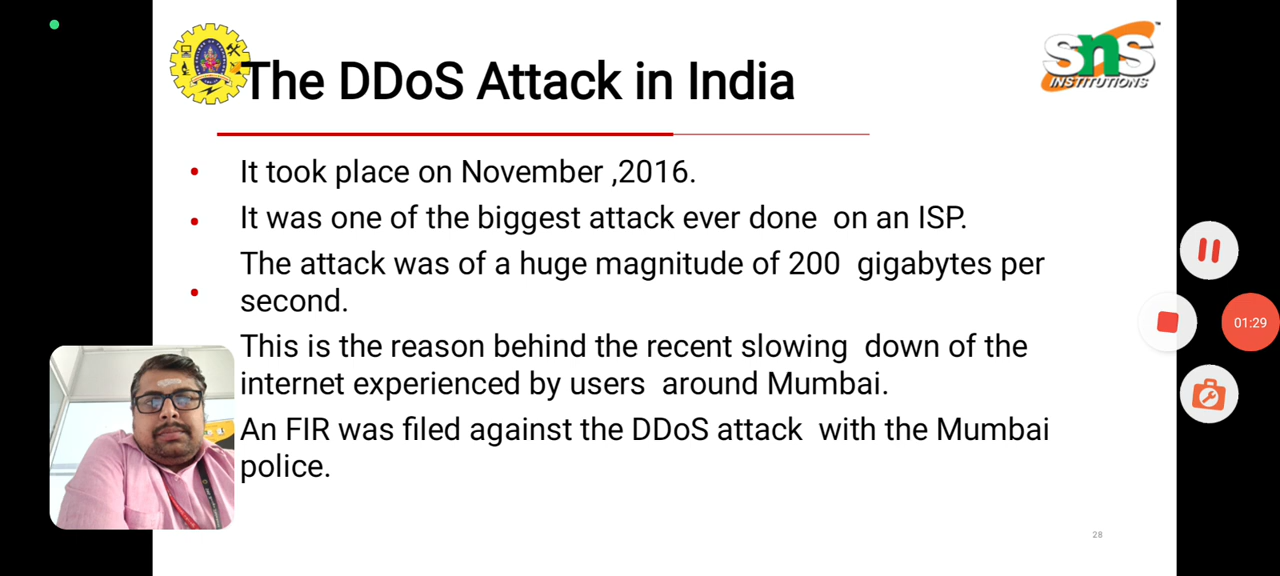 SNS
INSTITUTIONS
The DDoS Attack in India
• It took place on November ,2016.
• It was one of the biggest attack ever done on an ISP.
• The attack was of a huge magnitude of 200 gigabytes per
second.
This is the reason behind the recent slowing down of the
internet experienced by users around Mumbai.
An FIR was filed against the DDoS attack with the Mumbai
police.
01:29
28